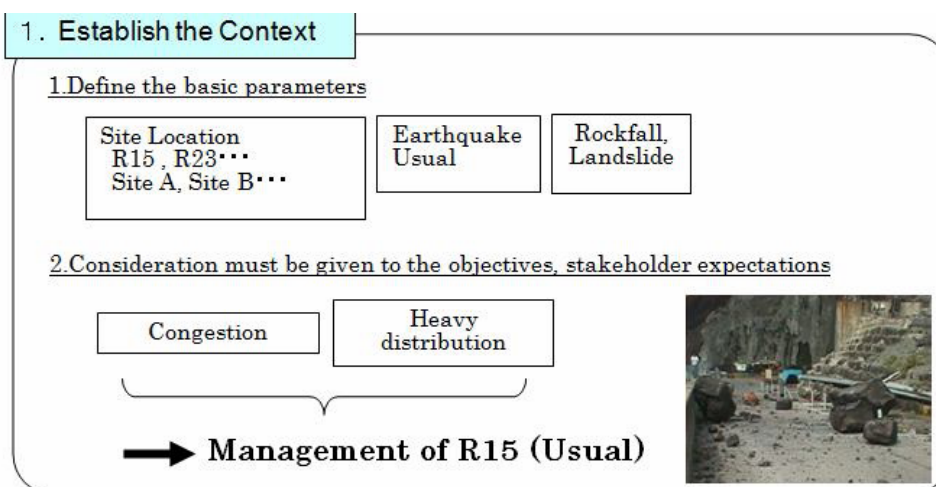 1. Establish the Context
1.Define the basic parameters
Site Location
R15 , R23･･･
Site A, Site B･･･
Earthquake
Usual
Rockfall,
Landslide
2.Consideration must be given to the objectives, stakeholder expectations
Congestion
Heavy
distribution
Management of R15 (Usual)